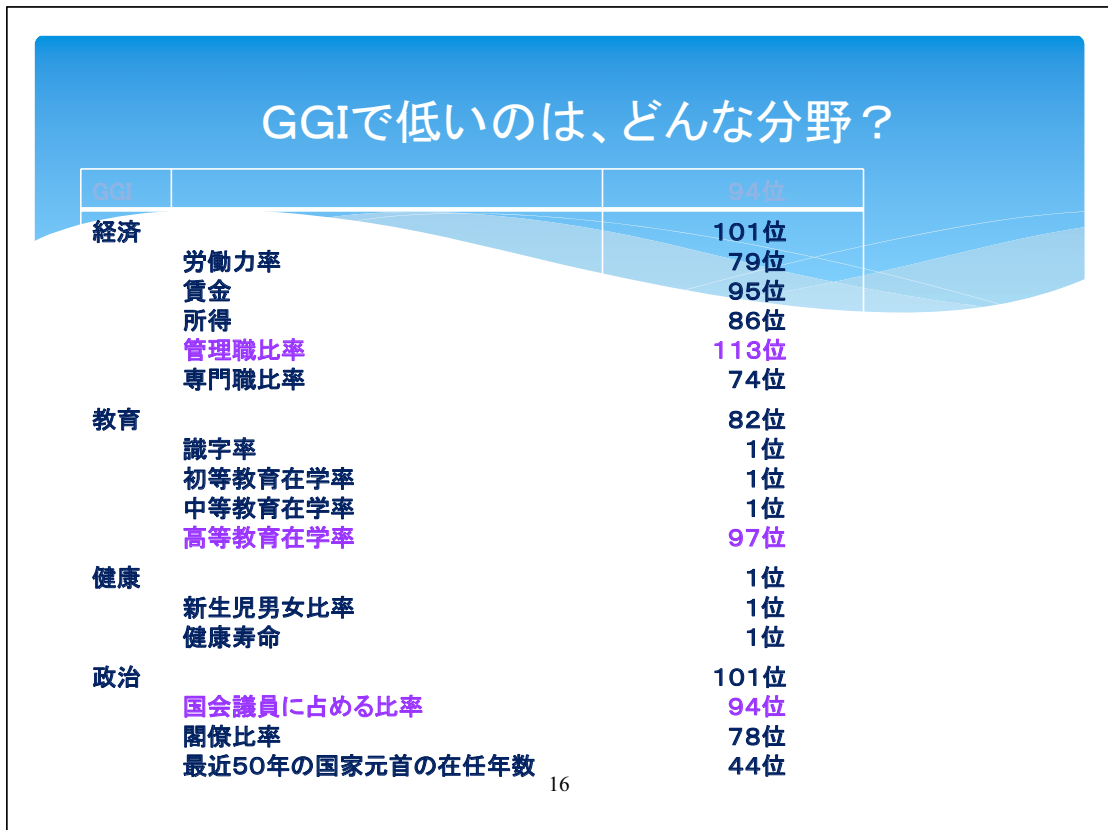 GGIで低いのは、どんな分野？
GGI 94位
経済 101位
労働力率 79位
賃金 95位
所得 86位
管理職比率 113位
専門職比率 74位
教育 82位
識字率 1位
初等教育在学率 1位
中等教育在学率 1位
高等教育在学率 97位
健康 1位
新生児男女比率 1位
健康寿命 1位
政治 101位
国会議員に占める比率 94位
閣僚比率 78位
最近50年の国家元首の在任年数 44位
16